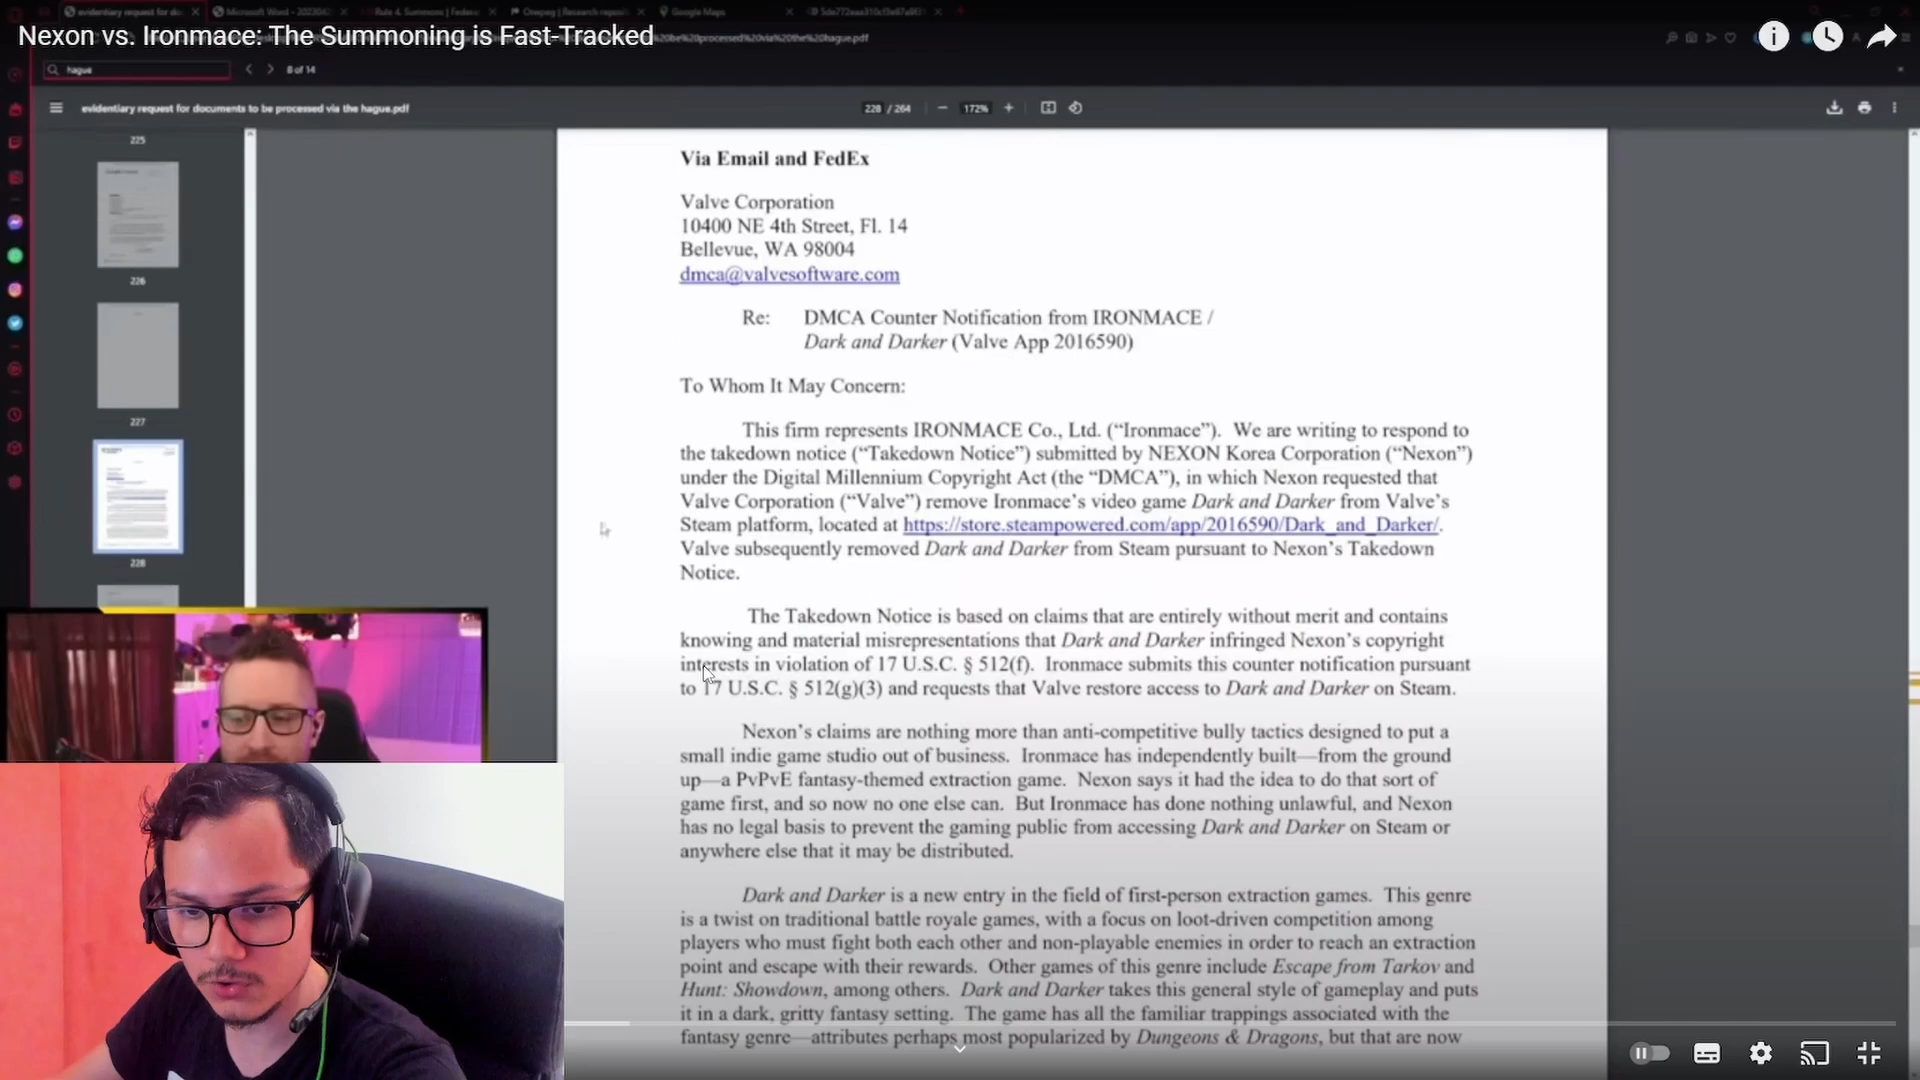 Microsoft Word - 2023042
Rule 4. Summons | Federa
Google Maps
Nexon vs. Ironmace: The Summoning is Fast-Tracked
hague
8 of 14
evidentiary request for documents to be processed via the hague.pdf
228 / 264
172%
225
226
227
228
Via Email and FedEx
Valve Corporation
10400 NE 4th Street, Fl. 14
Bellevue, WA 98004
dmca@valvesoftware.com
Re: DMCA Counter Notification from IRONMACE /
Dark and Darker (Valve App 2016590)
To Whom It May Concern:
This firm represents IRONMACE Co., Ltd. (“Ironmace”). We are writing to respond to
the takedown notice (“Takedown Notice”) submitted by NEXON Korea Corporation (“Nexon”)
under the Digital Millennium Copyright Act (the “DMCA”), in which Nexon requested that
Valve Corporation (“Valve”) remove Ironmace’s video game Dark and Darker from Valve’s
Steam platform, located at https://store.steampowered.com/app/2016590/Dark_and_Darker/.
Valve subsequently removed Dark and Darker from Steam pursuant to Nexon’s Takedown
Notice.
The Takedown Notice is based on claims that are entirely without merit and contains
knowing and material misrepresentations that Dark and Darker infringed Nexon’s copyright
interests in violation of 17 U.S.C. § 512(f). Ironmace submits this counter notification pursuant
to 17 U.S.C. § 512(g)(3) and requests that Valve restore access to Dark and Darker on Steam.
Nexon’s claims are nothing more than anti-competitive bully tactics designed to put a
small indie game studio out of business. Ironmace has independently built—from the ground
up—a PvPvE fantasy-themed extraction game. Nexon says it had the idea to do that sort of
game first, and so now no one else can. But Ironmace has done nothing unlawful, and Nexon
has no legal basis to prevent the gaming public from accessing Dark and Darker on Steam or
anywhere else that it may be distributed.
Dark and Darker is a new entry in the field of first-person extraction games. This genre
is a twist on traditional battle royale games, with a focus on loot-driven competition among
players who must fight both each other and non-playable enemies in order to reach an extraction
point and escape with their rewards. Other games of this genre include Escape from Tarkov and
Hunt: Showdown, among others. Dark and Darker takes this general style of gameplay and puts
it in a dark, gritty fantasy setting. The game has all the familiar trappings associated with the
fantasy genre—attributes perhaps most popularized by Dungeons & Dragons, but that are now